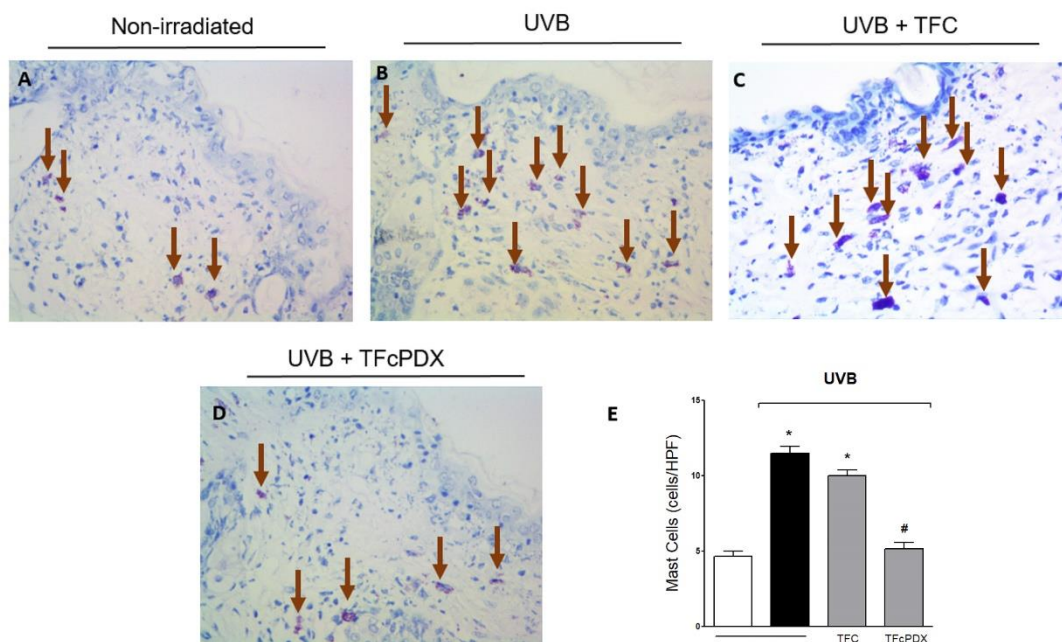 Non-irradiated
UVB
UVB + TFC
A
B
C
UVB + TFcPDX
D
E
UVB
Mast Cells (cells/HPF)
15
10
5
0
*
*
#
TFC
TFcPDX